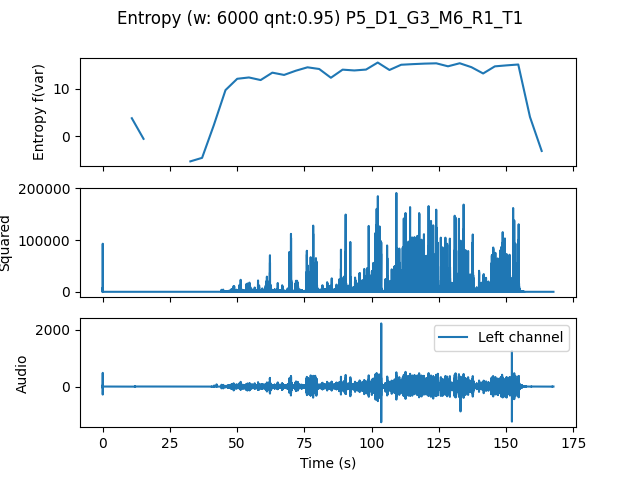 Entropy (w: 6000 qnt:0.95) P5_D1_G3_M6_R1_T1
10
0
Entropy f(var)
200000
100000
0
Squared
2000
0
Audio
Left channel
0 25 50 75 100 125 150 175
Time (s)